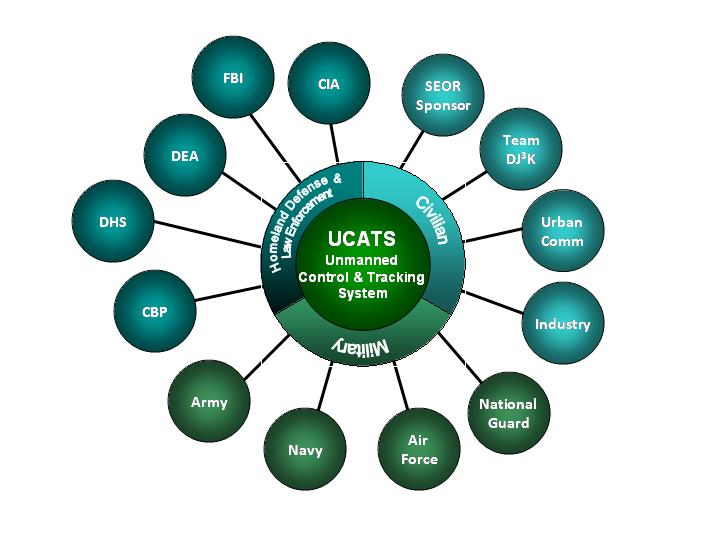 FBI
CIA
SEOR
Sponsor
DEA
Team
DJ³K
DHS
Urban
Comm
CBP
Industry
Army
Navy
Air
Force
National
Guard
Homeland Defense &
Law Enforcement
Civilian
Military
UCATS
Unmanned
Control & Tracking
System